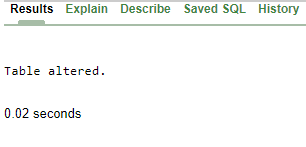 Results Explain Describe Saved SQL History
Table altered.
0.02 seconds